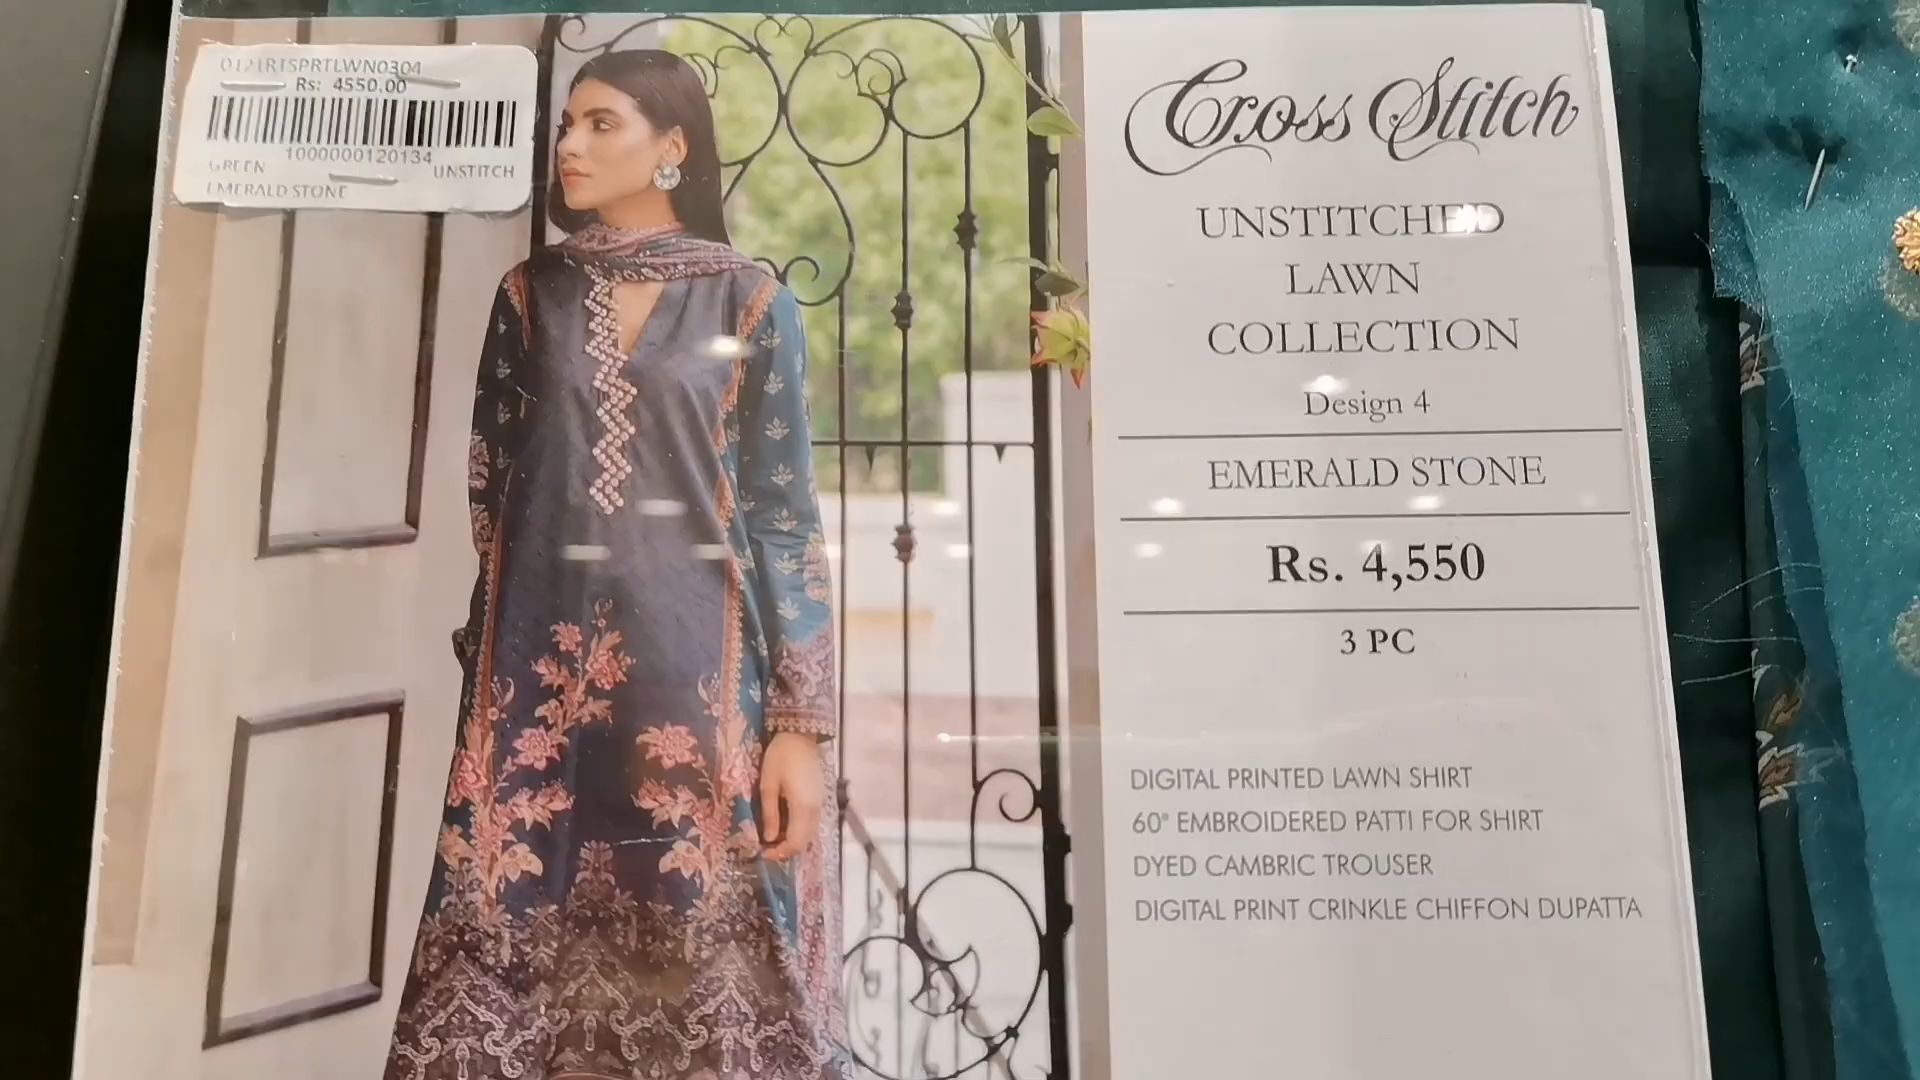 0121RTSPRTLWN0304
Rs: 4550.00
1000000120134
GREEN UNSTITCH
EMERALD STONE
Cross Stitch
UNSTITCHED
LAWN
COLLECTION
Design 4
EMERALD STONE
Rs. 4,550
3 PC
DIGITAL PRINTED LAWN SHIRT
60" EMBROIDERED PATTI FOR SHIRT
DYED CAMBRIC TROUSER
DIGITAL PRINT CRINKLE CHIFFON DUPATTA